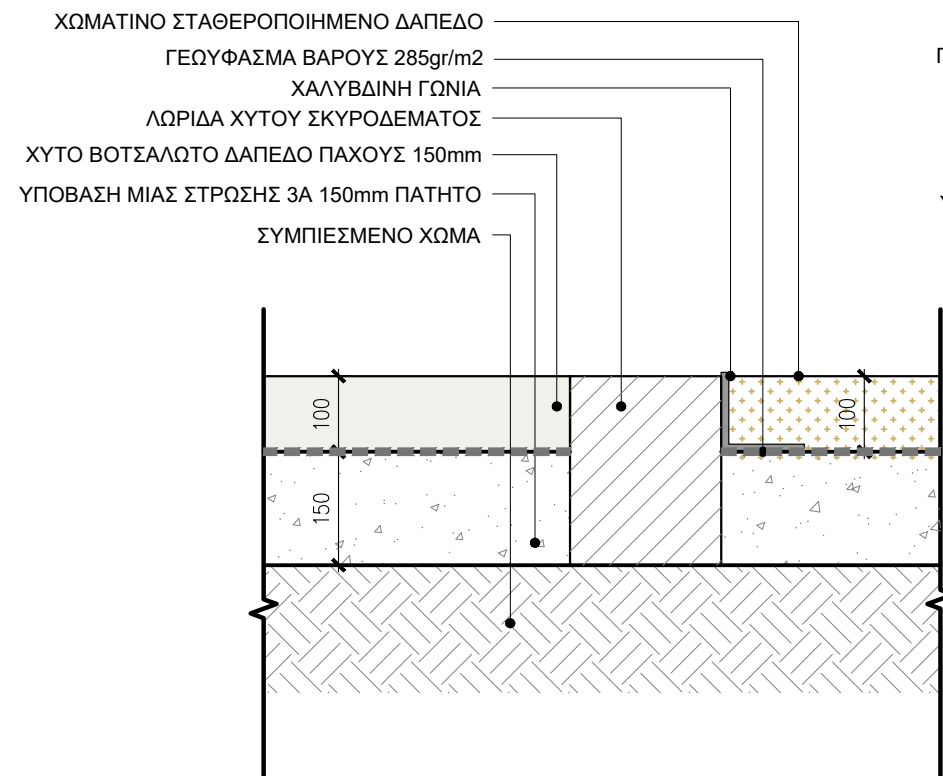 ΧΩΜΑΤΙΝΟ ΣΤΑΘΕΡΟΠΟΙΗΜΕΝΟ ΔΑΠΕΔΟ
ΓΕΩΥΦΑΣΜΑ ΒΑΡΟΥΣ 285gr/m2
ΧΑΛΥΒΔΙΝΗ ΓΩΝΙΑ
ΛΩΡΙΔΑ ΧΥΤΟΥ ΣΚΥΡΟΔΕΜΑΤΟΣ
ΧΥΤΟ ΒΟΤΣΑΛΩΤΟ ΔΑΠΕΔΟ ΠΑΧΟΥΣ 150mm
ΥΠΟΒΑΣΗ ΜΙΑΣ ΣΤΡΩΣΗΣ 3Α 150mm ΠΑΤΗΤΟ
ΣΥΜΠΙΕΣΜΕΝΟ ΧΩΜΑ
100
100
150